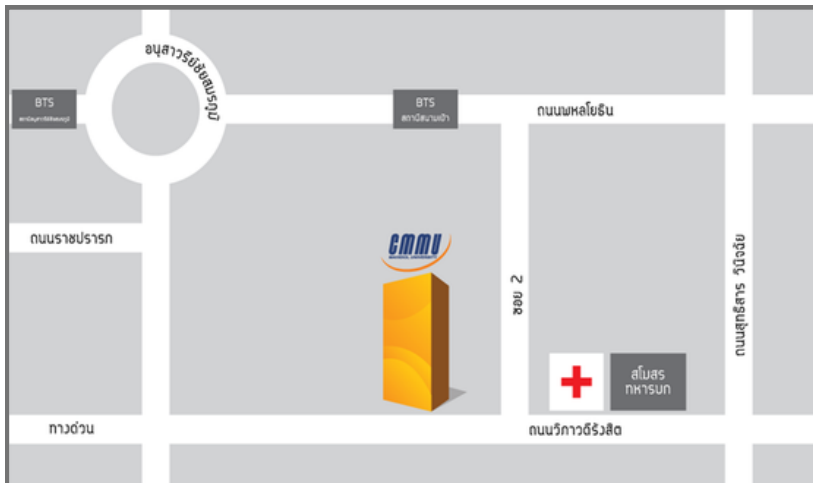 อนุสาวรีย์ชัยสมรภูมิ
BTS
BTS
สถานีสนามเป้า
ถนนพหลโยธิน
ถนนราชปรารภ
CMMU
MAHIDOL UNIVERSITY
ซอย 2
ถนนสุทธิสาร วินิจฉัย
สโมสร
ทหารบก
ทางด่วน
ถนนวิภาวดีรังสิต